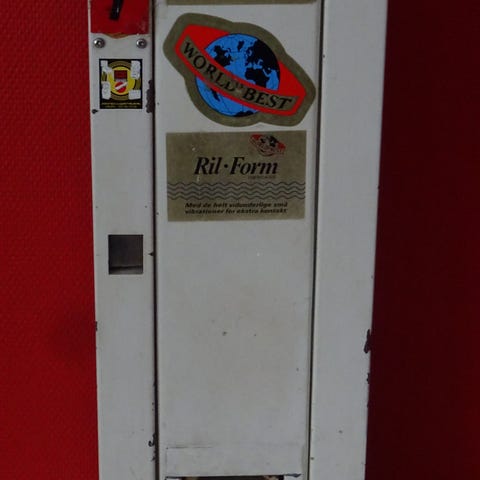 WORLD'S BEST
Ril·Form
Med de helt vidunderlige små
vibrationer for ekstra kontakt